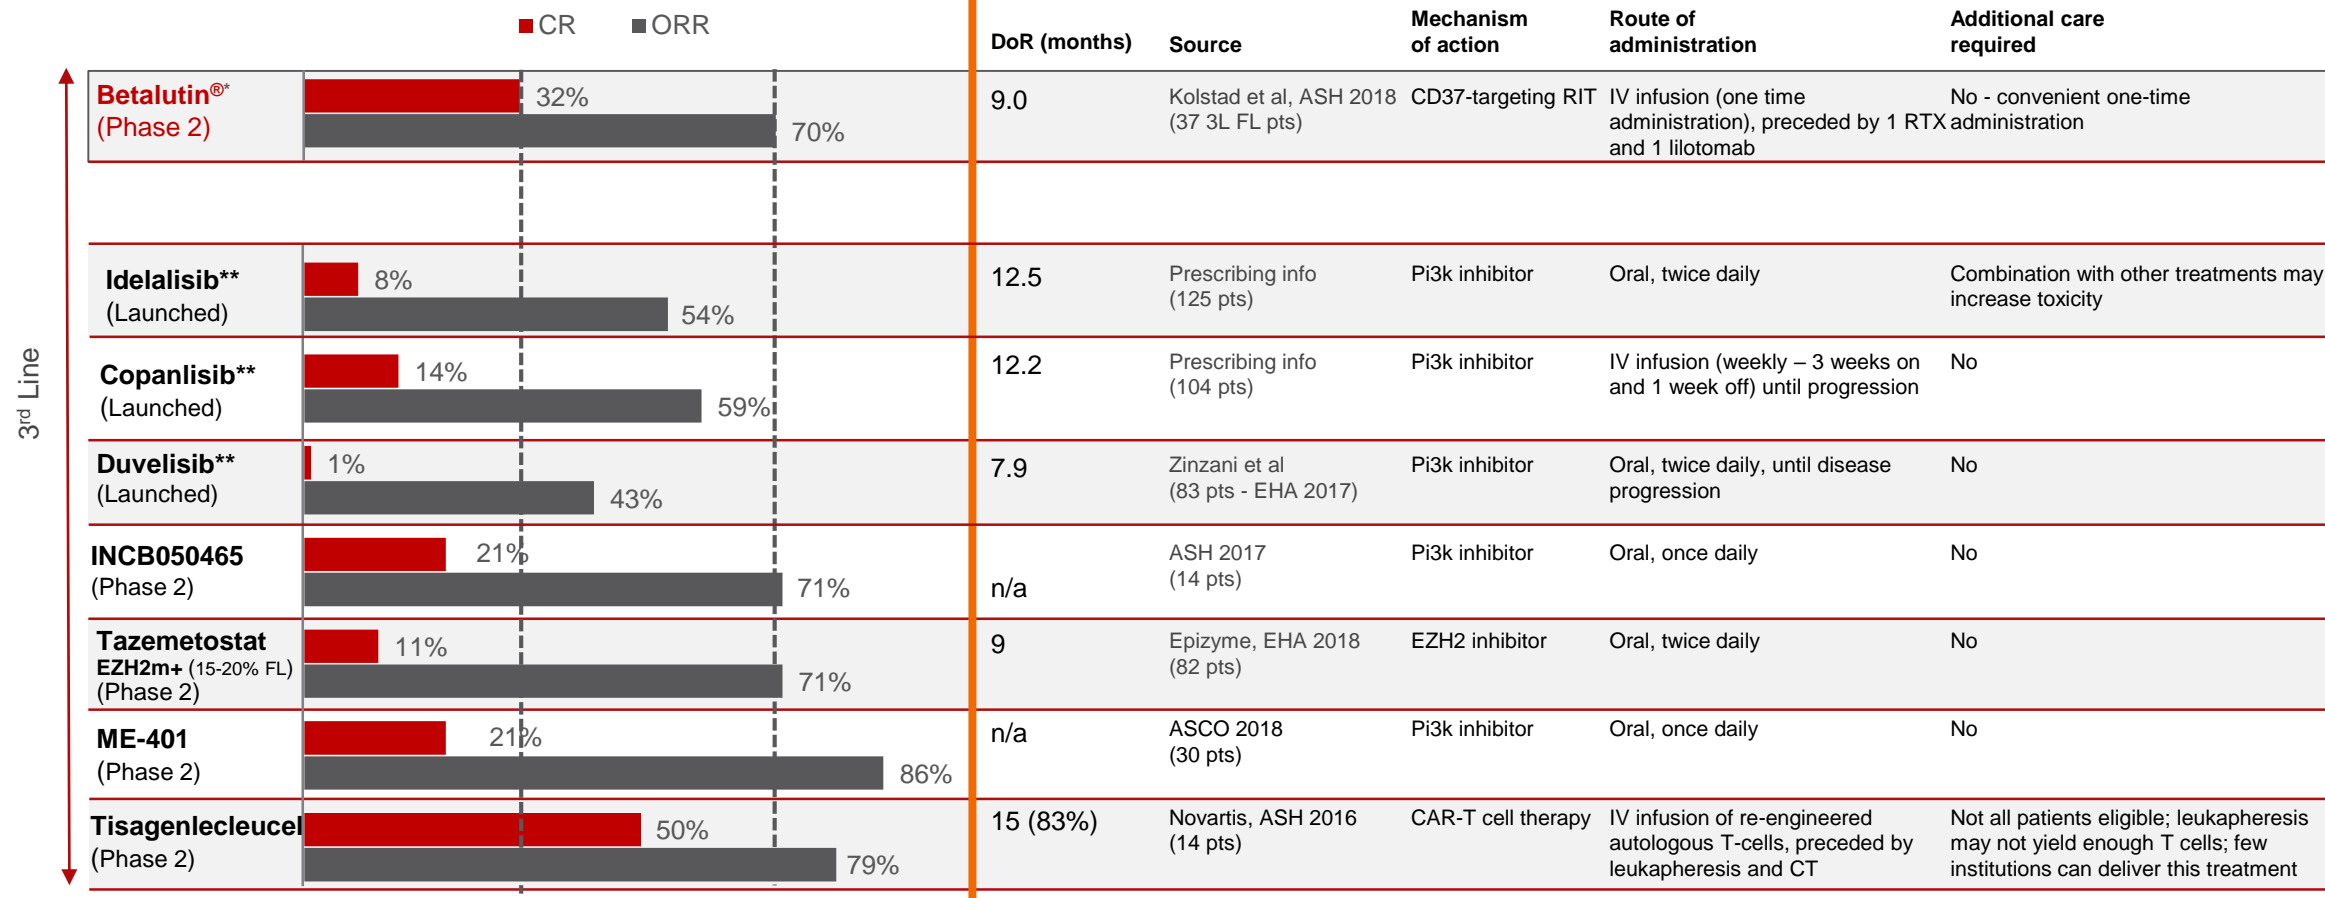 CR ORR
DoR (months)
Source
Mechanism
of action
Route of
administration
Additional care
required
3rd Line
Betalutin®*
(Phase 2)
32%
70%
9.0
Kolstad et al, ASH 2018
(37 3L FL pts)
CD37-targeting RIT
IV infusion (one time
administration), preceded by 1 RTX
and 1 lilotomab
No - convenient one-time
administration
Idelalisib**
(Launched)
8%
54%
12.5
Prescribing info
(125 pts)
Pi3k inhibitor
Oral, twice daily
Combination with other treatments may
increase toxicity
Copanlisib**
(Launched)
14%
59%
12.2
Prescribing info
(104 pts)
Pi3k inhibitor
IV infusion (weekly – 3 weeks on
and 1 week off) until progression
No
Duvelisib**
(Launched)
1%
43%
7.9
Zinzani et al
(83 pts - EHA 2017)
Pi3k inhibitor
Oral, twice daily, until disease
progression
No
INCB050465
(Phase 2)
21%
71%
n/a
ASH 2017
(14 pts)
Pi3k inhibitor
Oral, once daily
No
Tazemetostat
EZH2m+ (15-20% FL)
(Phase 2)
11%
71%
9
Epizyme, EHA 2018
(82 pts)
EZH2 inhibitor
Oral, twice daily
No
ME-401
(Phase 2)
21%
86%
n/a
ASCO 2018
(30 pts)
Pi3k inhibitor
Oral, once daily
No
Tisagenlecleucel
(Phase 2)
50%
79%
15 (83%)
Novartis, ASH 2016
(14 pts)
CAR-T cell therapy
IV infusion of re-engineered
autologous T-cells, preceded by
leukapheresis and CT
Not all patients eligible; leukapheresis
may not yield enough T cells; few
institutions can deliver this treatment